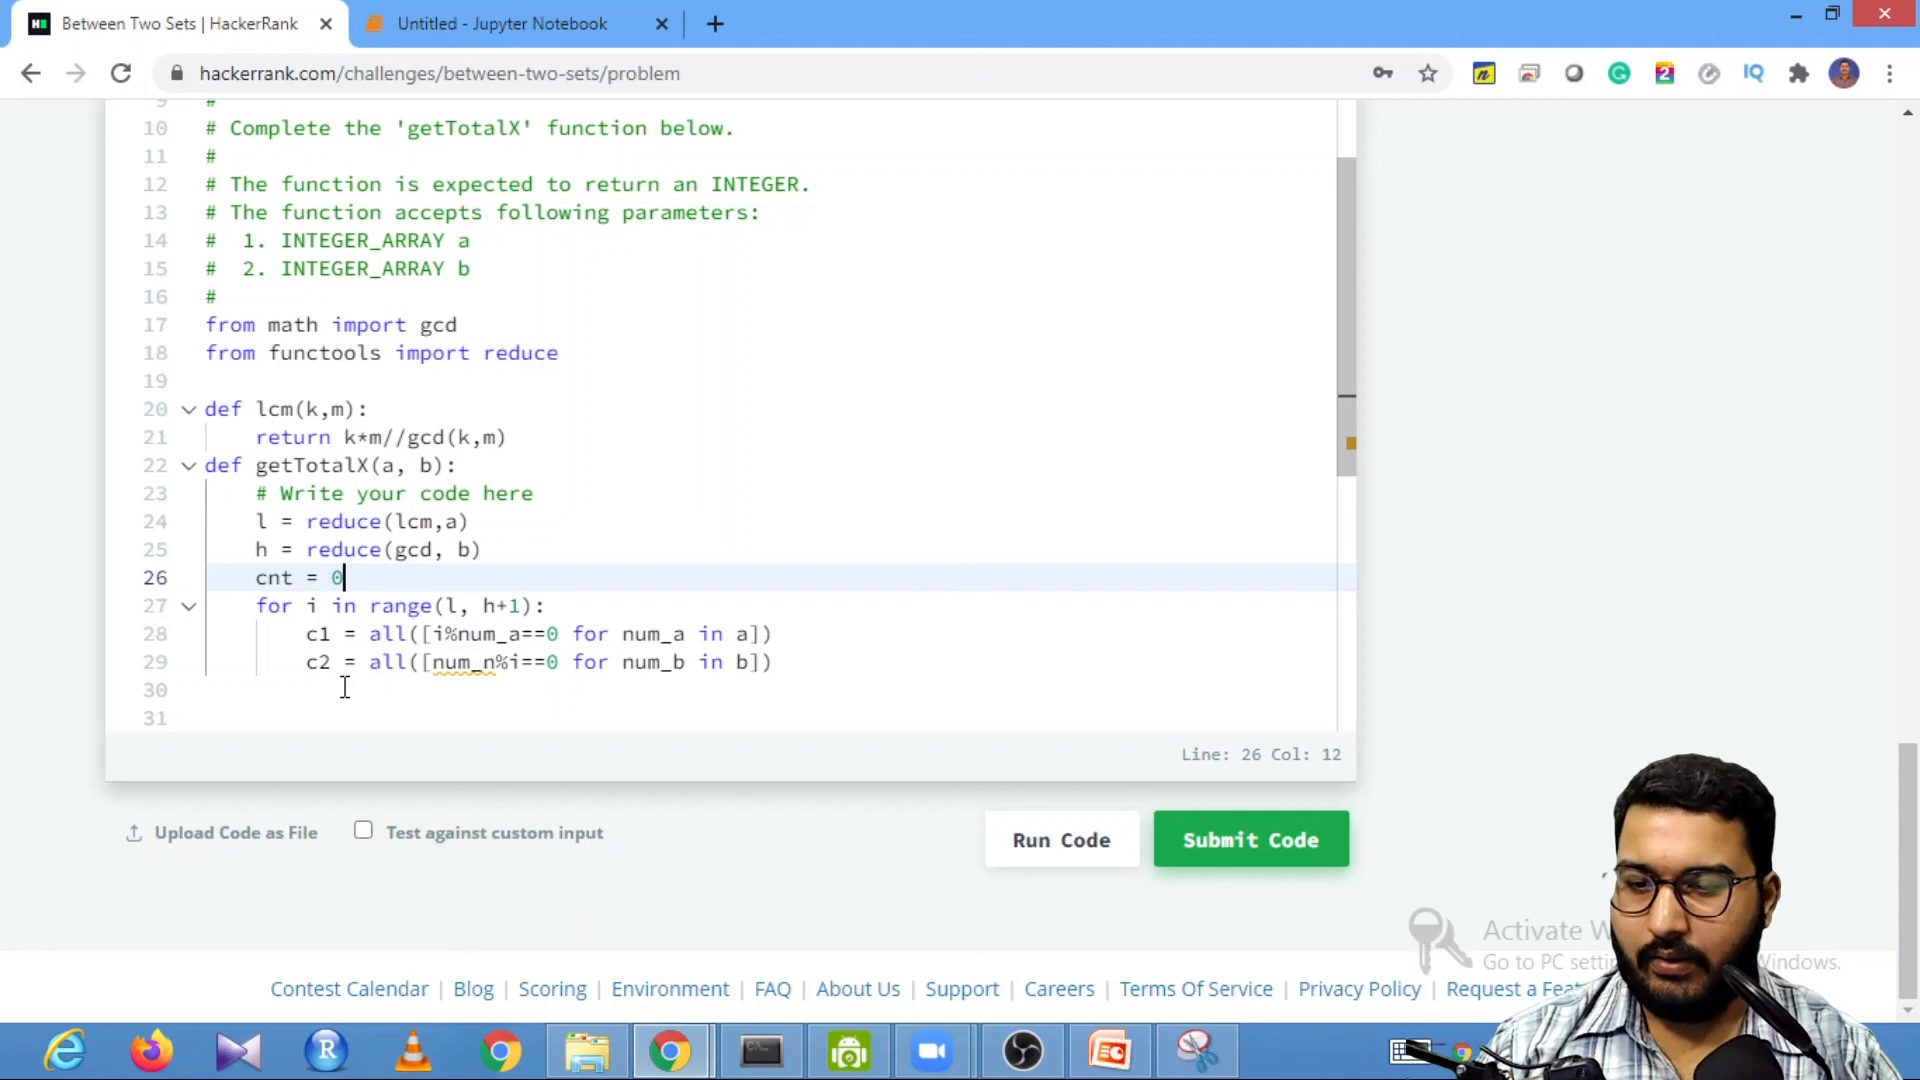 Between Two Sets | HackerRank
Untitled - Jupyter Notebook
hackerrank.com/challenges/between-two-sets/problem
9 #
10 # Complete the 'getTotalX' function below.
11 #
12 # The function is expected to return an INTEGER.
13 # The function accepts following parameters:
14 #  1. INTEGER_ARRAY a
15 #  2. INTEGER_ARRAY b
16 #
17 from math import gcd
18 from functools import reduce
19
20 def lcm(k,m):
21     return k*m//gcd(k,m)
22 def getTotalX(a, b):
23     # Write your code here
24     l = reduce(lcm,a)
25     h = reduce(gcd, b)
26     cnt = 0
27     for i in range(l, h+1):
28         c1 = all([i%num_a==0 for num_a in a])
29         c2 = all([num_n%i==0 for num_b in b])
30
31
Line: 26 Col: 12
Upload Code as File
Test against custom input
Run Code
Submit Code
Activate W
Go to PC setti
Windows.
Contest Calendar | Blog | Scoring | Environment | FAQ | About Us | Support | Careers | Terms Of Service | Privacy Policy | Request a Feat